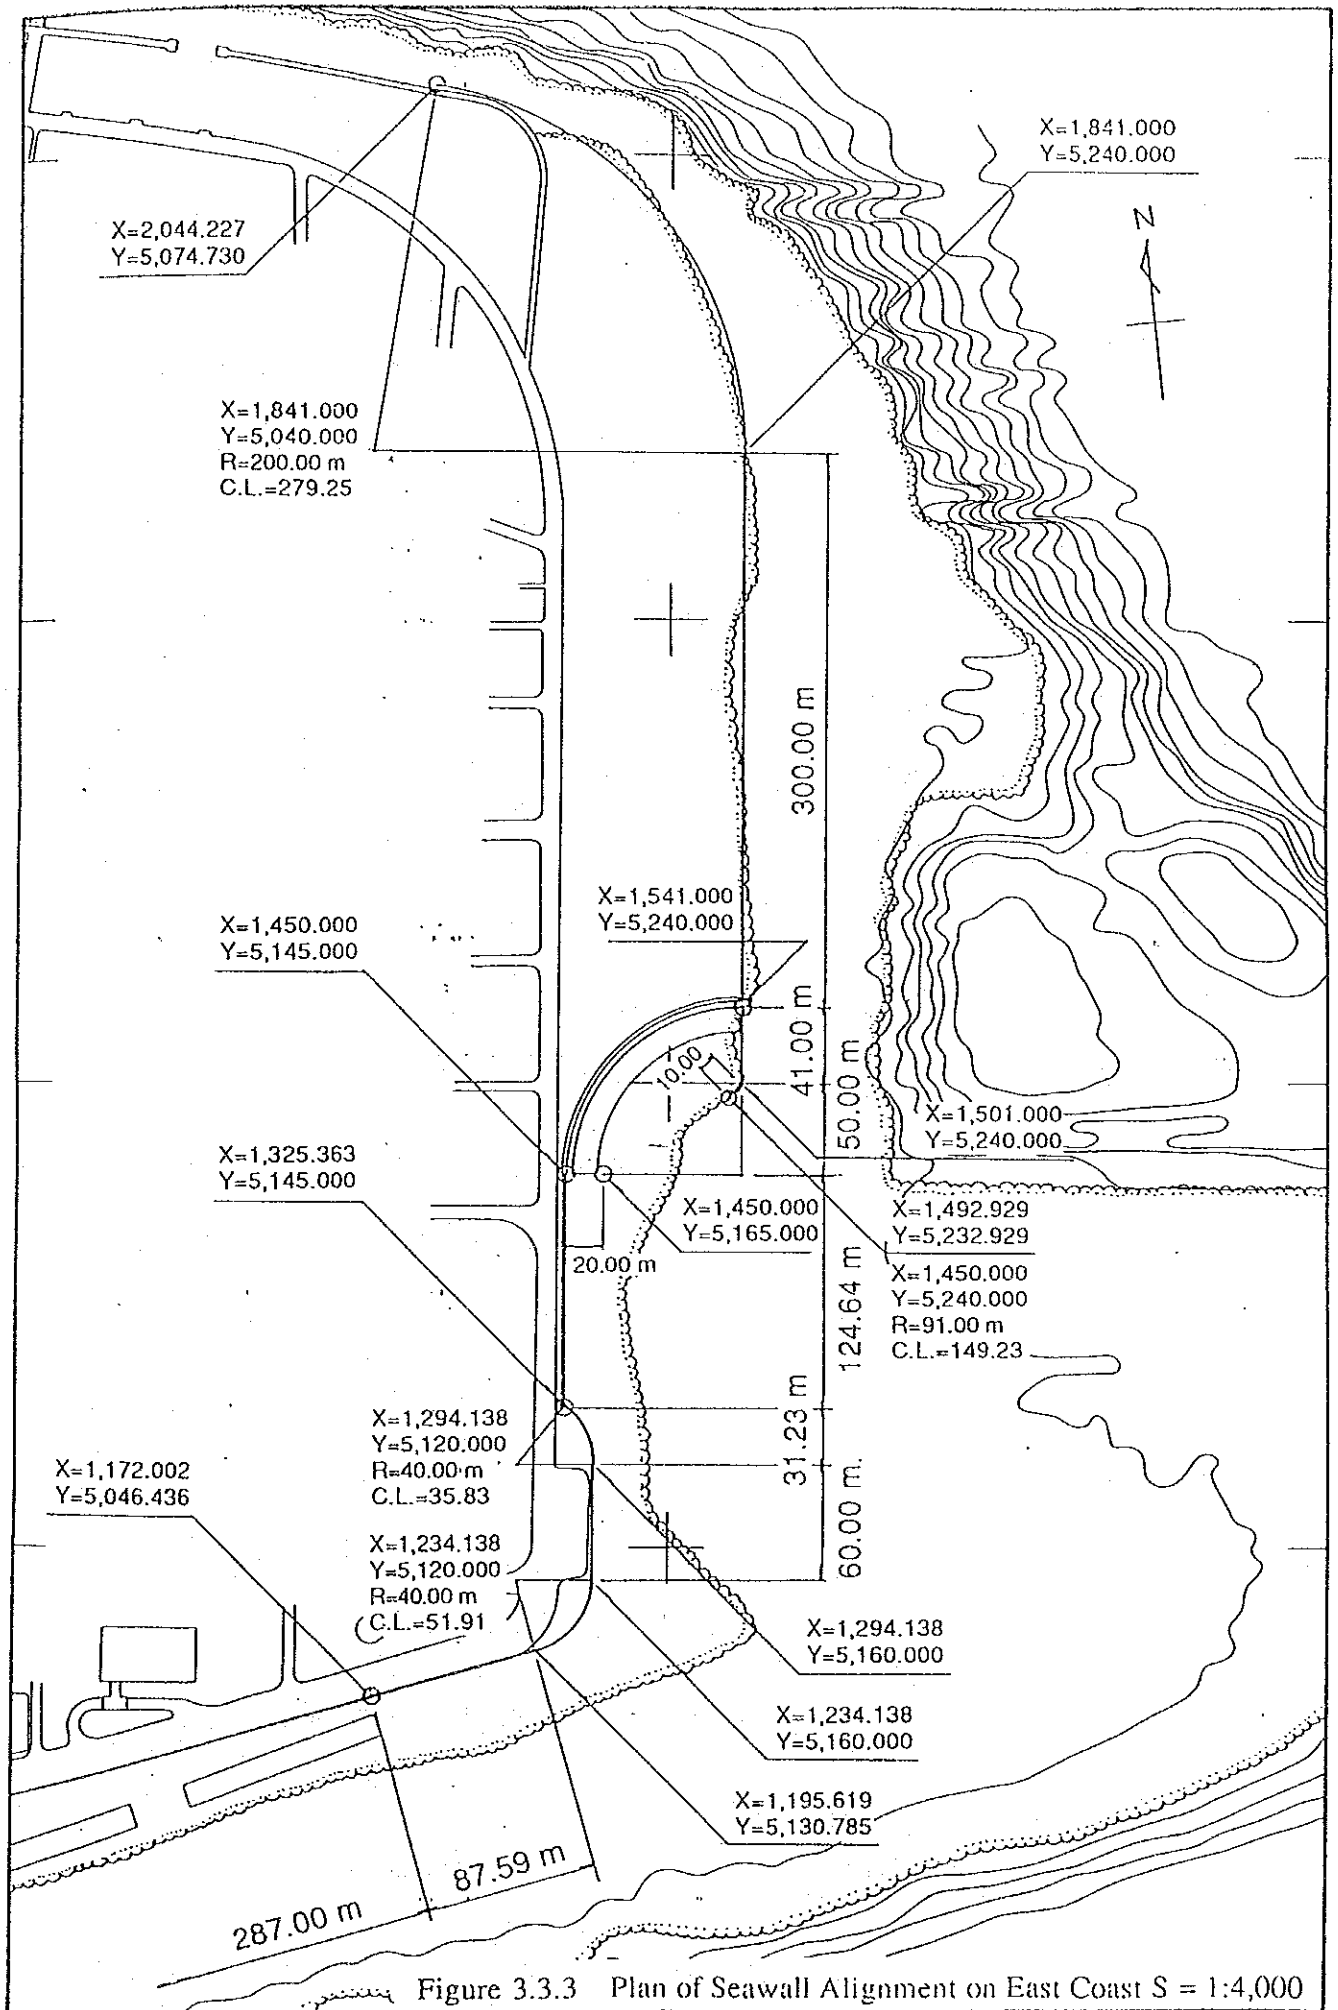 X=1,841.000
Y=5,240.000
N
X=2,044.227
Y=5,074.730
X=1,841.000
Y=5,040.000
R=200.00 m
C.L.=279.25
300.00 m
X=1,541.000
Y=5,240.000
X=1,450.000
Y=5,145.000
41.00 m
10.00
50.00 m
X=1,501.000
Y=5,240.000
X=1,325.363
Y=5,145.000
X=1,450.000
Y=5,165.000
X=1,492.929
Y=5,232.929
20.00 m
124.64 m
X=1,450.000
Y=5,240.000
R=91.00 m
C.L.=149.23
X=1,294.138
Y=5,120.000
R=40.00 m
C.L.=35.83
31.23 m
X=1,172.002
Y=5,046.436
60.00 m.
X=1,234.138
Y=5,120.000
R=40.00 m
C.L.=51.91
X=1,294.138
Y=5,160.000
X=1,234.138
Y=5,160.000
X=1,195.619
Y=5,130.785
87.59 m
287.00 m
Figure 3.3.3 Plan of Seawall Alignment on East Coast S = 1:4,000